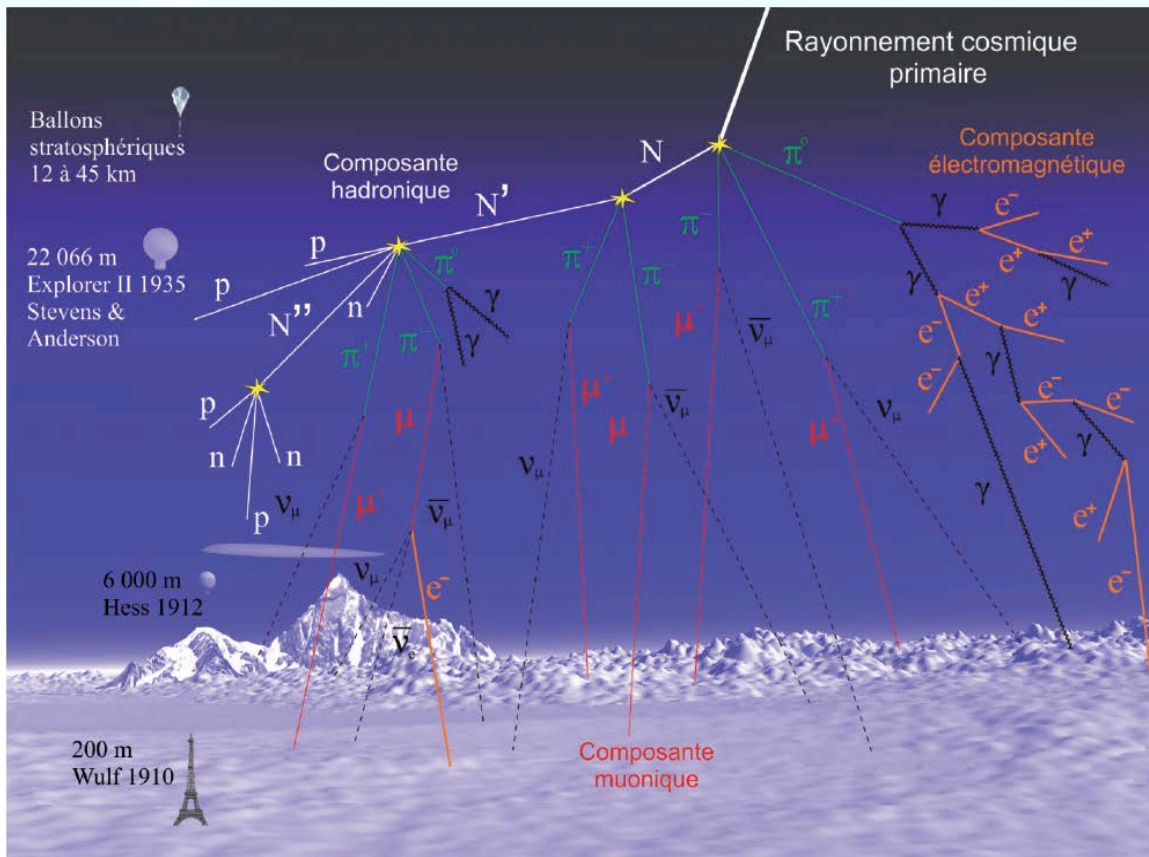 Rayonnement cosmique
primaire
Ballons
stratosphériques
12 à 45 km
Composante
hadronique
Composante
électromagnétique
N
π⁰
N'
π⁻
γ
e⁻
e⁺
e⁺
γ
22 066 m
Explorer II 1935
Stevens &
Anderson
p
p
N''
n
π⁰
γ
γ
π⁺
π⁻
π⁺
π⁻
π⁺
γ
e⁺
e⁺
e⁻
e⁻
γ
e⁻
e⁻
e⁺
γ
μ⁻
ν̅μ
μ
ν̅μ
μ
μ
νμ
μ
p
n
n
p
νμ
μ
ν̅μ
νμ
γ
e⁺
e⁻
6 000 m
Hess 1912
νμ
e⁻
ν̅e
200 m
Wulf 1910
Composante
muonique